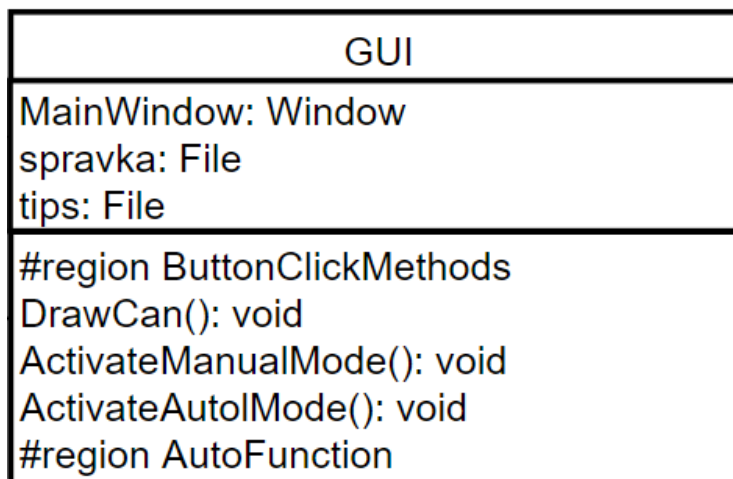 GUI
MainWindow: Window
spravka: File
tips: File
#region ButtonClickMethods
DrawCan(): void
ActivateManualMode(): void
ActivateAutolMode(): void
#region AutoFunction